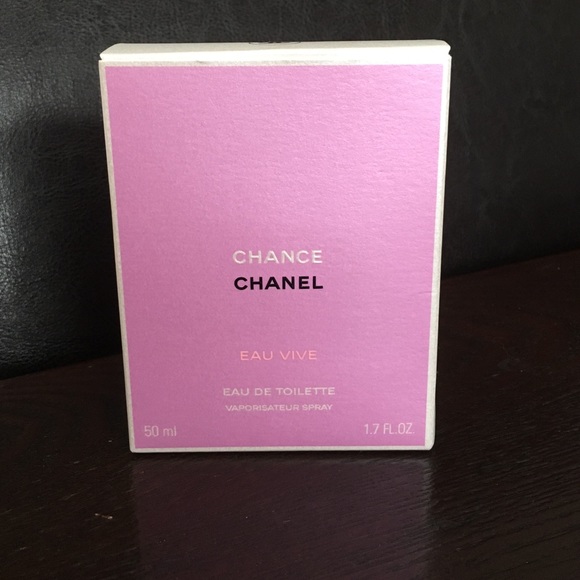 CHANCE
CHANEL
EAU VIVE
EAU DE TOILETTE
VAPORISATEUR SPRAY
50 ml 1.7 FL.OZ.